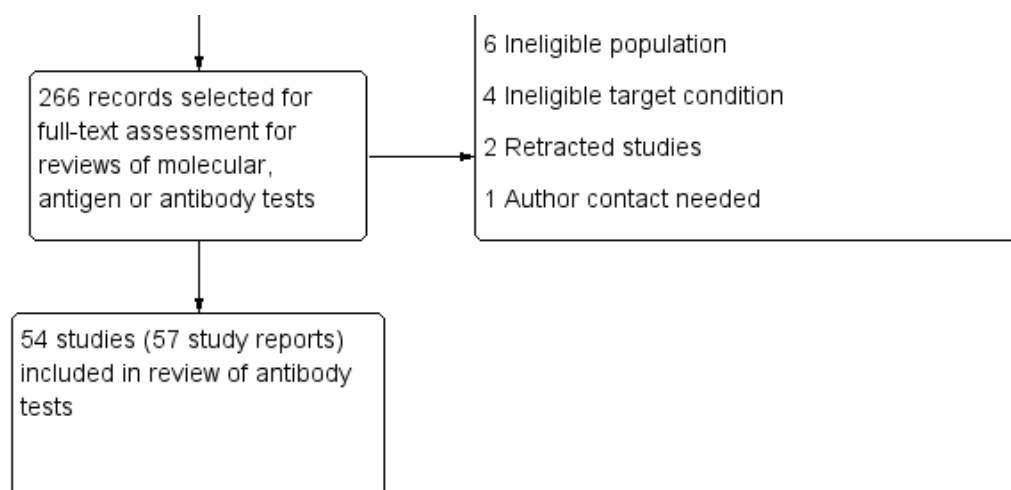 6 Ineligible population
4 Ineligible target condition
2 Retracted studies
1 Author contact needed
266 records selected for
full-text assessment for
reviews of molecular,
antigen or antibody tests
54 studies (57 study reports)
included in review of antibody
tests